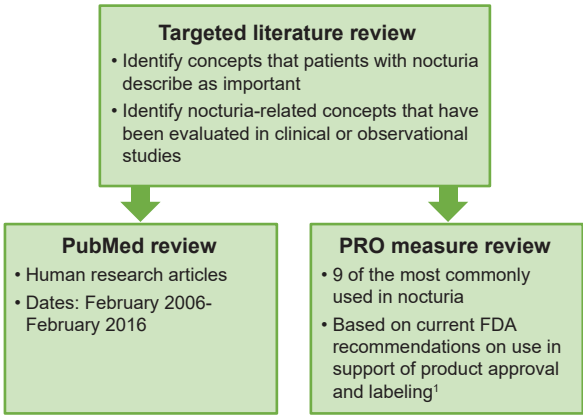 Targeted literature review
• Identify concepts that patients with nocturia
describe as important
• Identify nocturia-related concepts that have
been evaluated in clinical or observational
studies
PubMed review
• Human research articles
• Dates: February 2006-
February 2016
PRO measure review
• 9 of the most commonly
used in nocturia
• Based on current FDA
recommendations on use in
support of product approval
and labeling¹